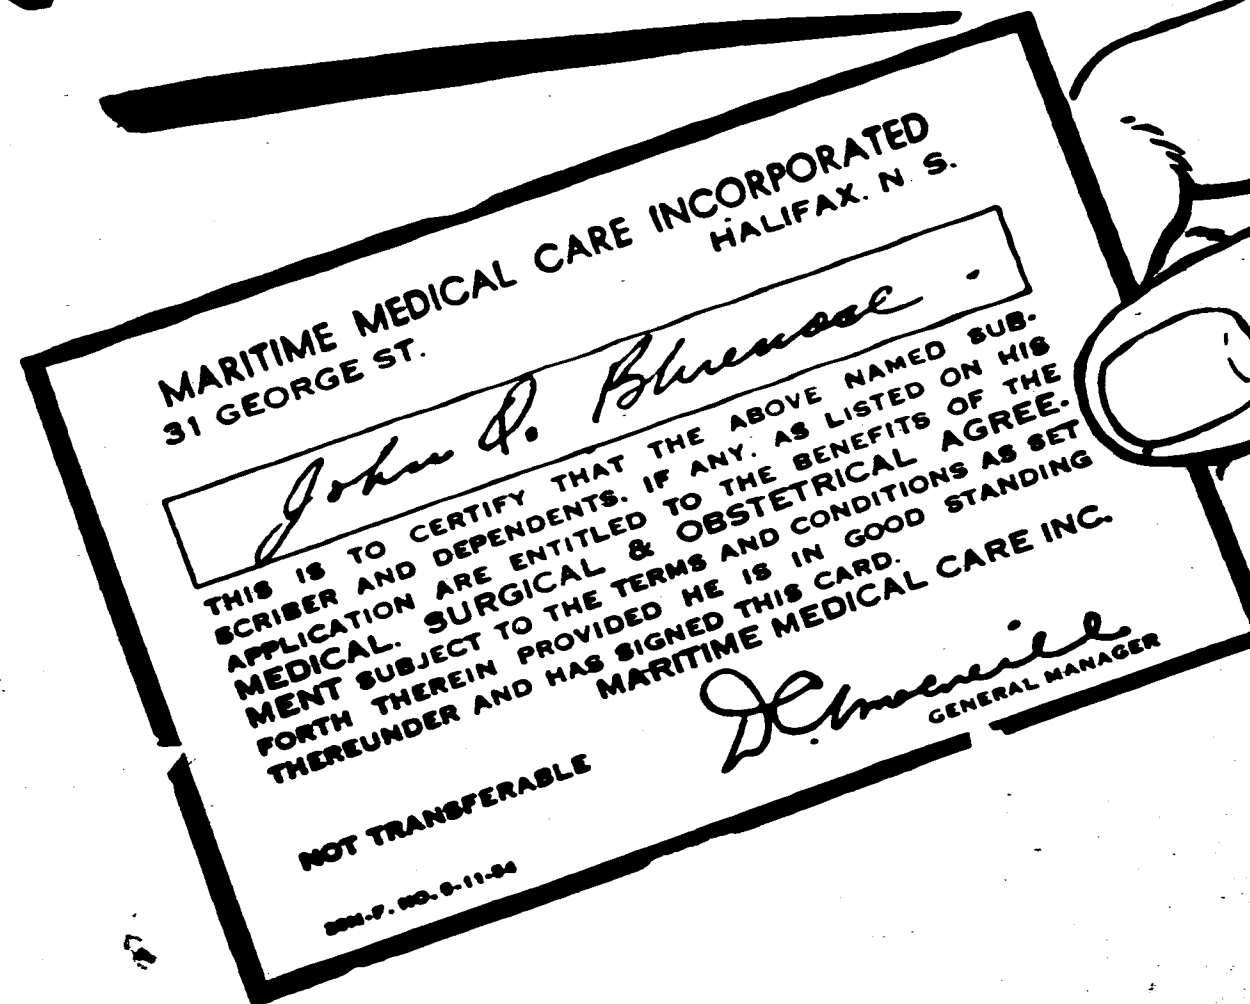 MARITIME MEDICAL CARE INCORPORATED
31 GEORGE ST. HALIFAX. N. S.
John P.
THIS IS TO CERTIFY THAT THE ABOVE NAMED SUB-
SCRIBER AND DEPENDENTS. IF ANY. AS LISTED ON HIS
APPLICATION ARE ENTITLED TO THE BENEFITS OF THE
MEDICAL. SURGICAL & OBSTETRICAL AGREE-
MENT SUBJECT TO THE TERMS AND CONDITIONS AS SET
FORTH THEREIN PROVIDED HE IS IN GOOD STANDING
THEREUNDER AND HAS SIGNED THIS CARD.
MARITIME MEDICAL CARE INC.
GENERAL MANAGER
NOT TRANSFERABLE